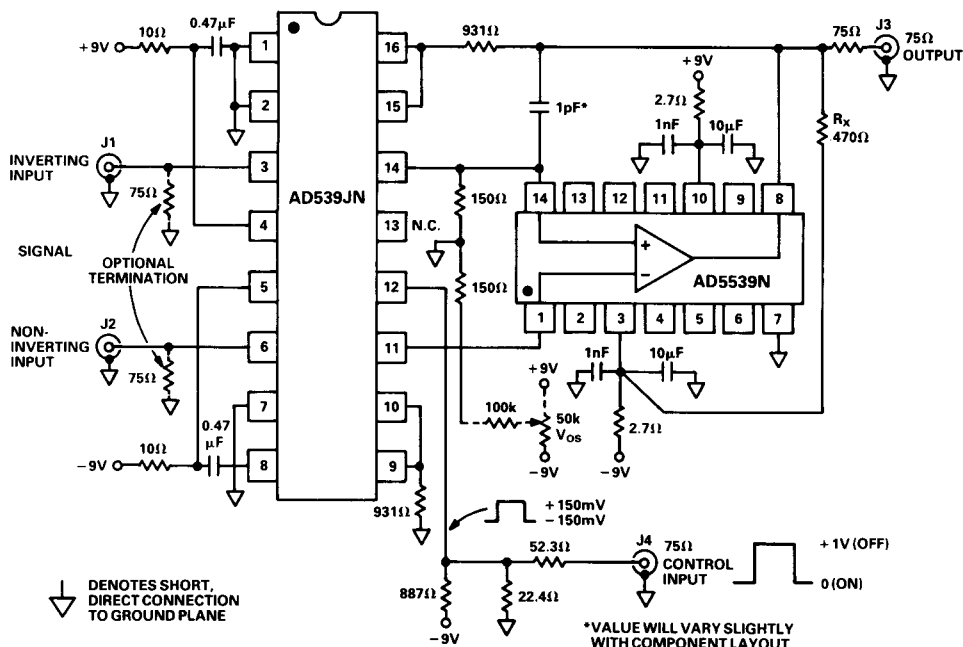 +9V
10Ω
0.47μF
1
2
3
4
5
6
7
8
AD539JN
16
15
14
13
12
11
10
9
N.C.
931Ω
1pF*
75Ω
J3
75Ω
OUTPUT
RX
470Ω
+9V
2.7Ω
1nF
10μF
INVERTING
INPUT
J1
75Ω
SIGNAL
OPTIONAL
TERMINATION
NON-
INVERTING
INPUT
J2
75Ω
-9V
10Ω
0.47
μF
150Ω
150Ω
14
13
12
11
10
9
8
+
−
AD5539N
1
2
3
4
5
6
7
1nF
10μF
2.7Ω
-9V
+9V
100k
50k
VOS
-9V
931Ω
+150mV
-150mV
52.3Ω
J4
75Ω
CONTROL
INPUT
+1V (OFF)
0 (ON)
887Ω
22.4Ω
-9V
DENOTES SHORT,
DIRECT CONNECTION
TO GROUND PLANE
*VALUE WILL VARY SLIGHTLY
WITH COMPONENT LAYOUT